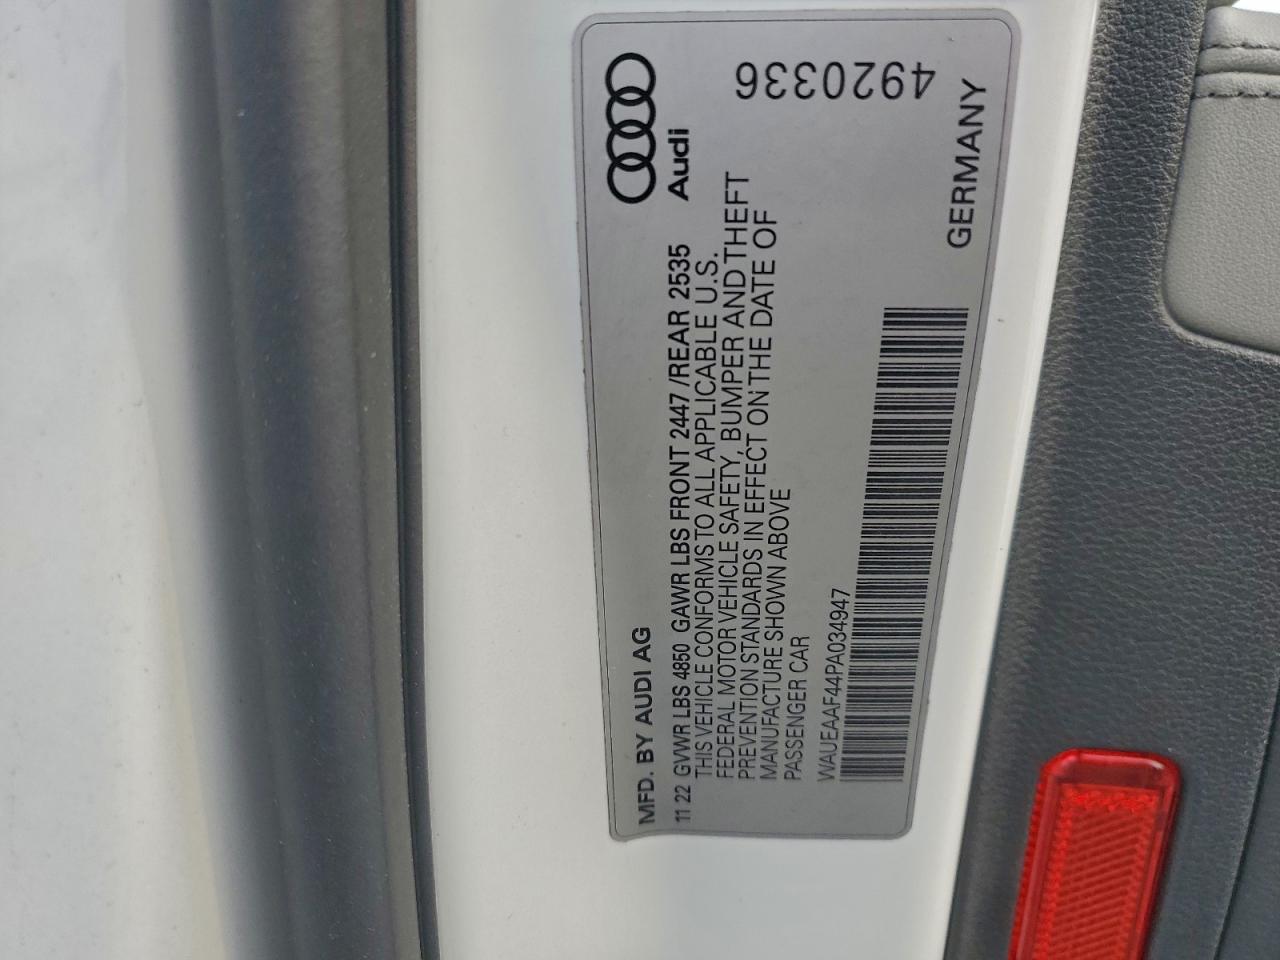 Audi
4920336
MFD. BY AUDI AG
11 22 GVWR LBS 4850 GAWR LBS FRONT 2447 /REAR 2535
THIS VEHICLE CONFORMS TO ALL APPLICABLE U.S.
FEDERAL MOTOR VEHICLE SAFETY, BUMPER AND THEFT
PREVENTION STANDARDS IN EFFECT ON THE DATE OF
MANUFACTURE SHOWN ABOVE
PASSENGER CAR
WAUEAAF44PA034947
GERMANY